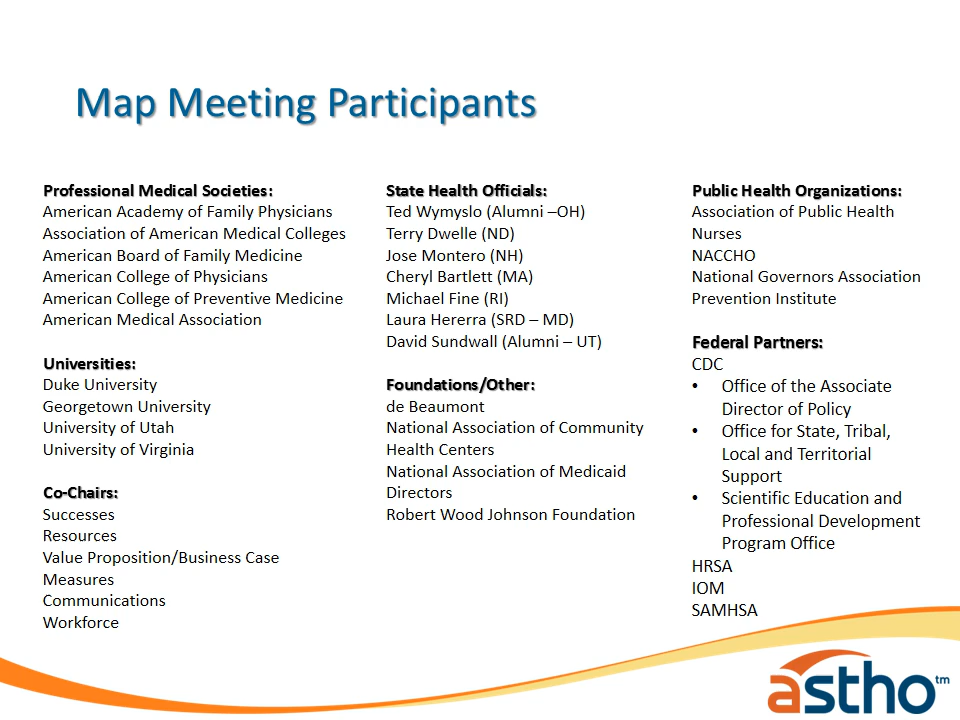 Map Meeting Participants
Professional Medical Societies:
American Academy of Family Physicians
Association of American Medical Colleges
American Board of Family Medicine
American College of Physicians
American College of Preventive Medicine
American Medical Association
Universities:
Duke University
Georgetown University
University of Utah
University of Virginia
Co-Chairs:
Successes
Resources
Value Proposition/Business Case
Measures
Communications
Workforce
State Health Officials:
Ted Wymyslo (Alumni –OH)
Terry Dwelle (ND)
Jose Montero (NH)
Cheryl Bartlett (MA)
Michael Fine (RI)
Laura Hererra (SRD – MD)
David Sundwall (Alumni – UT)
Foundations/Other:
de Beaumont
National Association of Community
Health Centers
National Association of Medicaid
Directors
Robert Wood Johnson Foundation
Public Health Organizations:
Association of Public Health
Nurses
NACCHO
National Governors Association
Prevention Institute
Federal Partners:
CDC
• Office of the Associate
Director of Policy
• Office for State, Tribal,
Local and Territorial
Support
• Scientific Education and
Professional Development
Program Office
HRSA
IOM
SAMHSA
astho tm